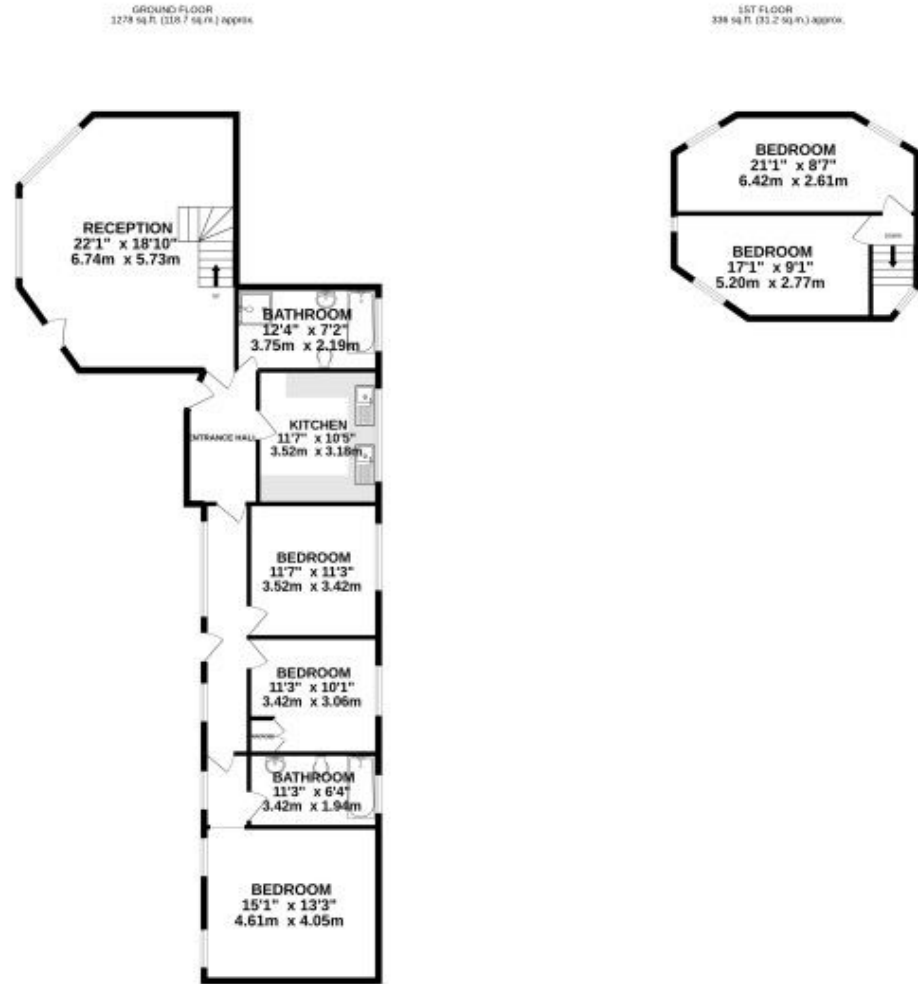 GROUND FLOOR
1278 sq.ft. (118.7 sq.m.) approx.
1ST FLOOR
336 sq.ft. (31.2 sq.m.) approx.
RECEPTION
22'1" x 18'10"
6.74m x 5.73m
UP
BATHROOM
12'4" x 7'2"
3.75m x 2.19m
KITCHEN
11'7" x 10'5"
3.52m x 3.18m
ENTRANCE HALL
BEDROOM
11'7" x 11'3"
3.52m x 3.42m
BEDROOM
11'3" x 10'1"
3.42m x 3.06m
BATHROOM
11'3" x 6'4"
3.42m x 1.94m
BEDROOM
15'1" x 13'3"
4.61m x 4.05m
BEDROOM
21'1" x 8'7"
6.42m x 2.61m
DOWN
BEDROOM
17'1" x 9'1"
5.20m x 2.77m